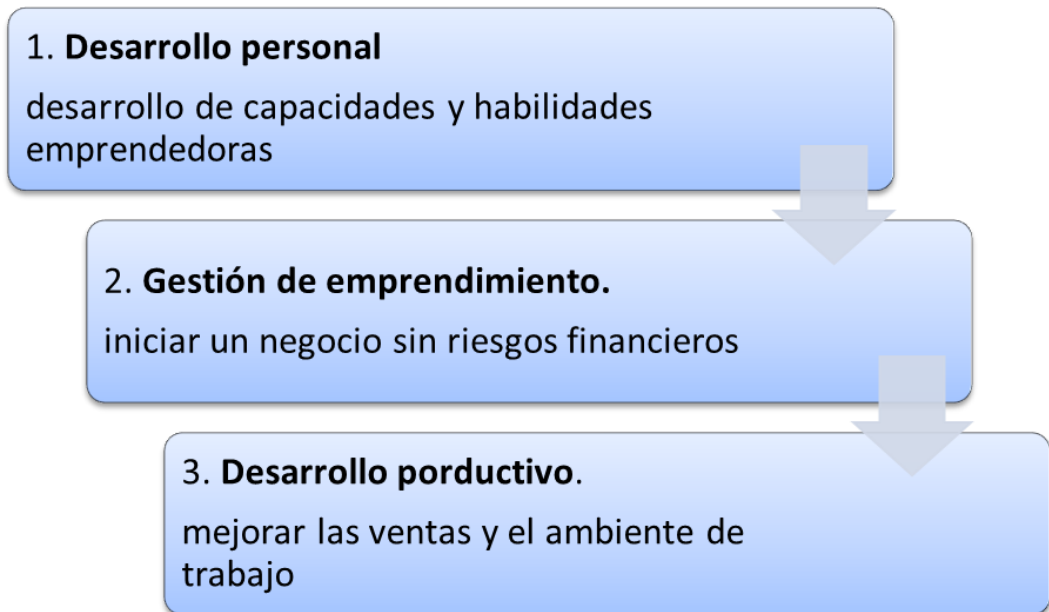 1. Desarrollo personal
desarrollo de capacidades y habilidades
emprendedoras
2. Gestión de emprendimiento.
iniciar un negocio sin riesgos financieros
3. Desarrollo porductivo.
mejorar las ventas y el ambiente de
trabajo